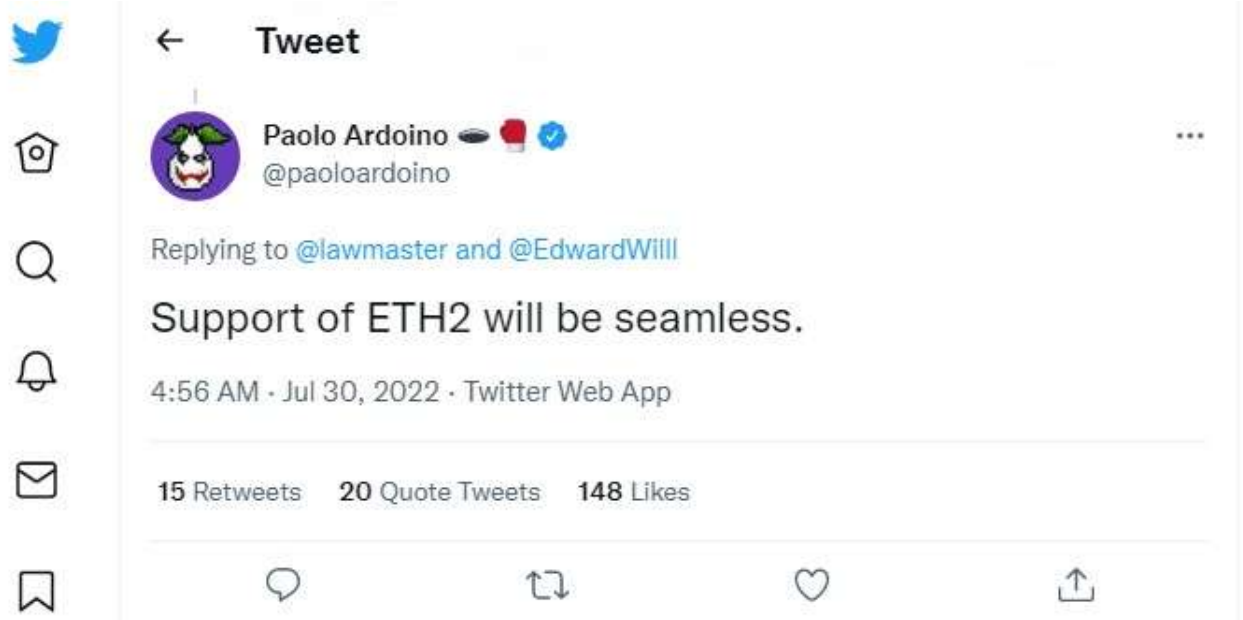 Tweet
Paolo Ardoino
@paoloardoino
Replying to @lawmaster and @EdwardWilll
Support of ETH2 will be seamless.
4:56 AM · Jul 30, 2022 · Twitter Web App
15 Retweets 20 Quote Tweets 148 Likes